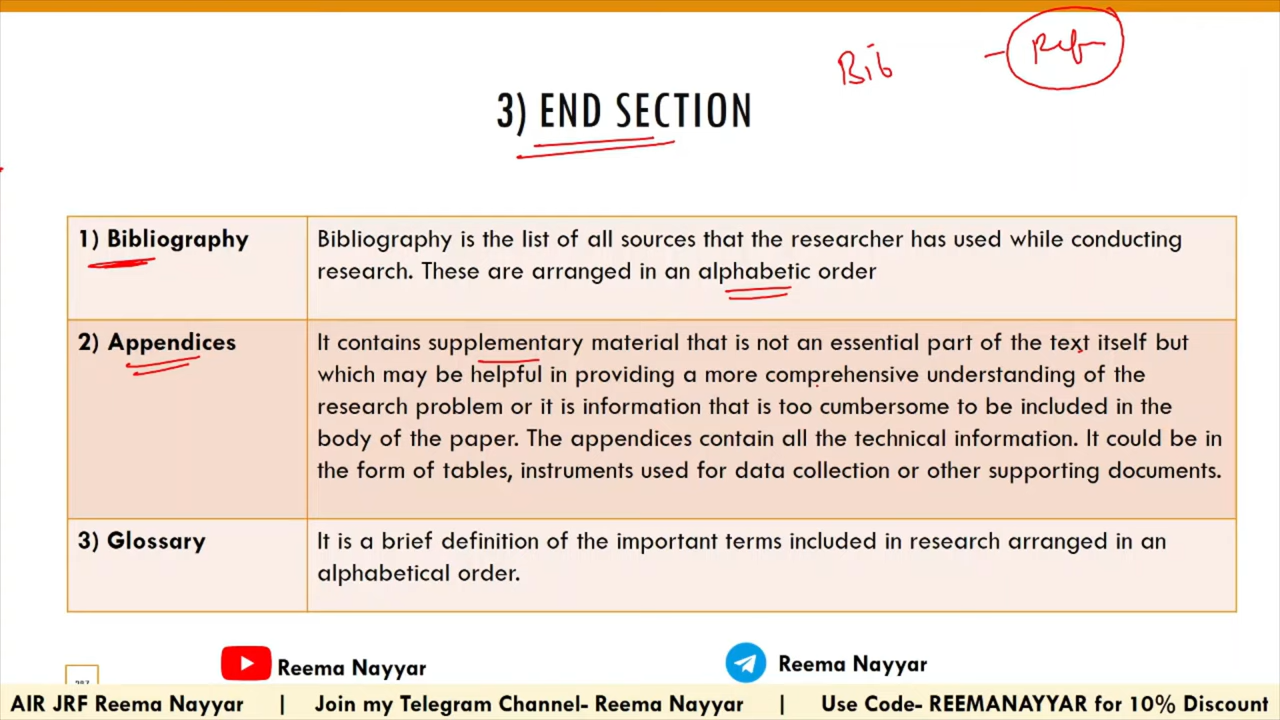 Bib - Ref
3) END SECTION
1) Bibliography
Bibliography is the list of all sources that the researcher has used while conducting
research. These are arranged in an alphabetic order
2) Appendices
It contains supplementary material that is not an essential part of the text itself but
which may be helpful in providing a more comprehensive understanding of the
research problem or it is information that is too cumbersome to be included in the
body of the paper. The appendices contain all the technical information. It could be in
the form of tables, instruments used for data collection or other supporting documents.
3) Glossary
It is a brief definition of the important terms included in research arranged in an
alphabetical order.
Reema Nayyar
Reema Nayyar
AIR JRF Reema Nayyar | Join my Telegram Channel- Reema Nayyar | Use Code- REEMANAYYAR for 10% Discount